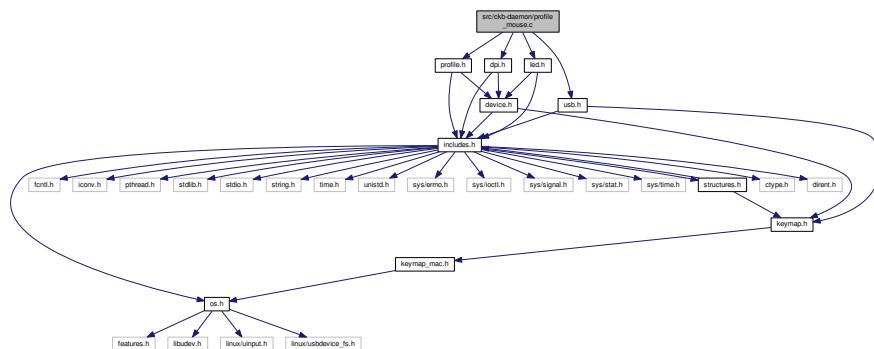 src/ckb-daemon/profile
_mouse.c
profile.h
dpi.h
led.h
device.h
usb.h
includes.h
fcntl.h
iconv.h
pthread.h
stdlib.h
stdio.h
string.h
time.h
unistd.h
sys/errno.h
sys/ioctl.h
sys/signal.h
sys/stat.h
sys/time.h
structures.h
ctype.h
dirent.h
keymap.h
keymap_mac.h
os.h
features.h
libudev.h
linux/uinput.h
linux/usbdevice_fs.h